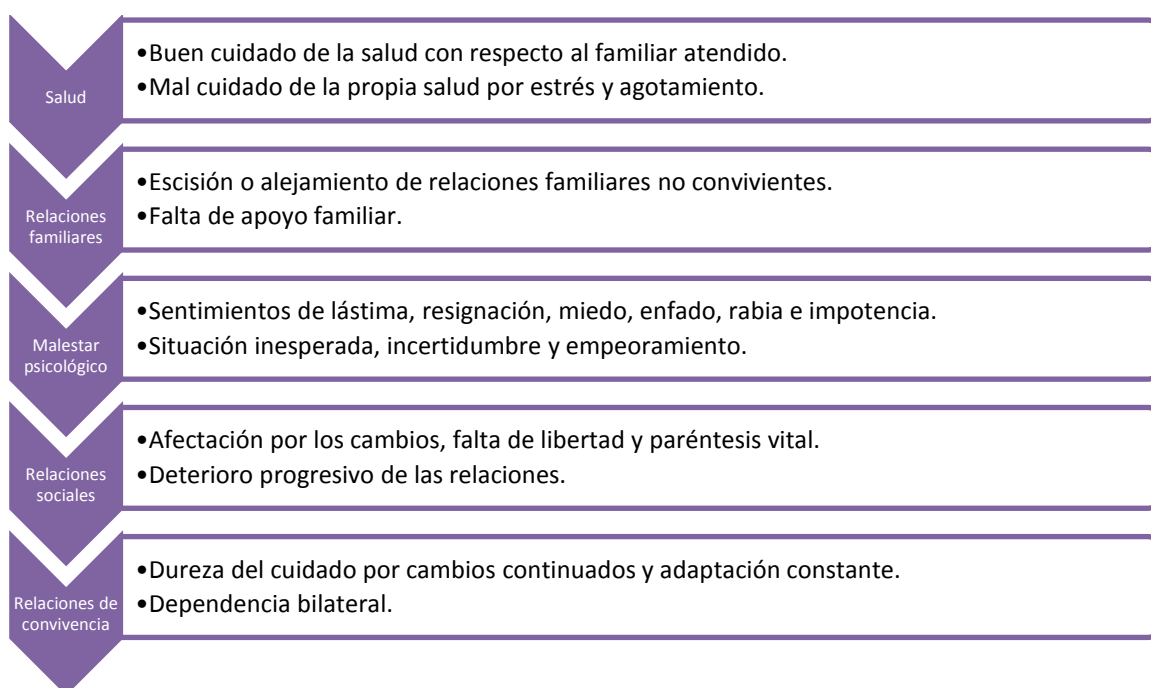 Salud
•Buen cuidado de la salud con respecto al familiar atendido.
•Mal cuidado de la propia salud por estrés y agotamiento.
Relaciones
familiares
•Escisión o alejamiento de relaciones familiares no convivientes.
•Falta de apoyo familiar.
Malestar
psicológico
•Sentimientos de lástima, resignación, miedo, enfado, rabia e impotencia.
•Situación inesperada, incertidumbre y empeoramiento.
Relaciones
sociales
•Afectación por los cambios, falta de libertad y paréntesis vital.
•Deterioro progresivo de las relaciones.
Relaciones de
convivencia
•Dureza del cuidado por cambios continuados y adaptación constante.
•Dependencia bilateral.